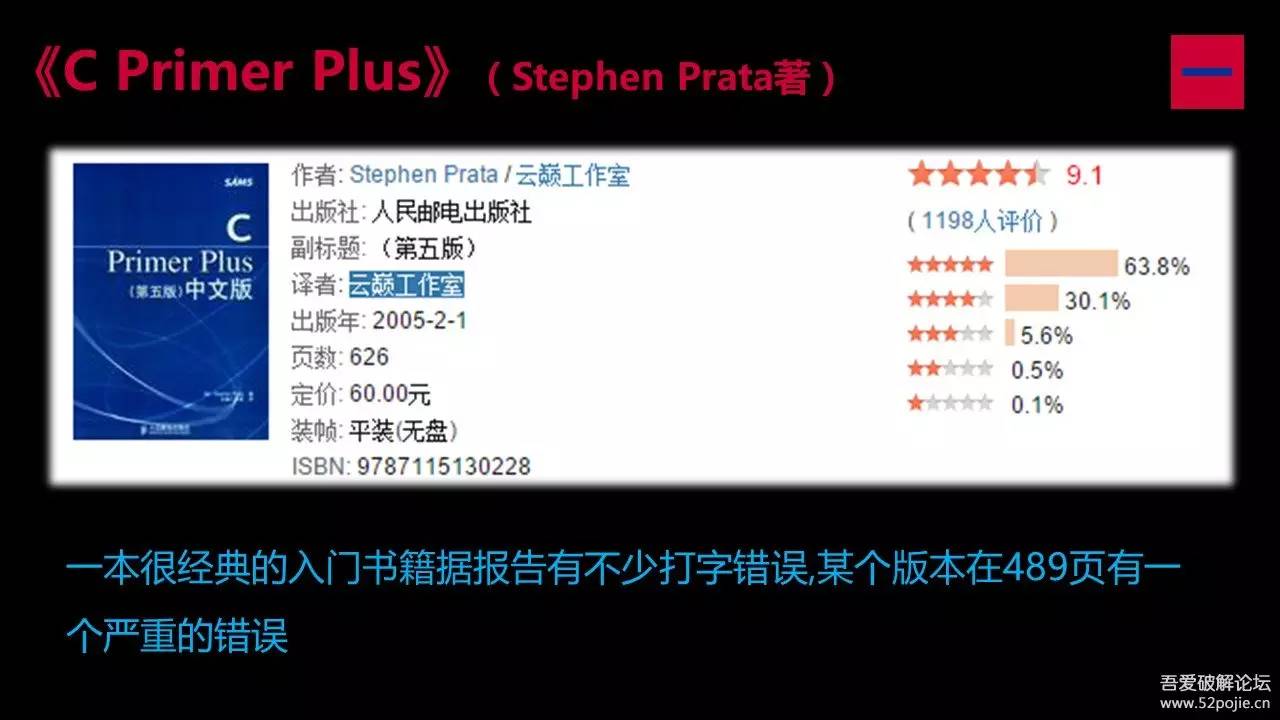 《C Primer Plus》（Stephen Prata著）
SAMS
C
Primer Plus
（第五版）中文版
作者: Stephen Prata / 云巅工作室
出版社: 人民邮电出版社
副标题: （第五版）
译者: 云巅工作室
出版年: 2005-2-1
页数: 626
定价: 60.00元
装帧: 平装(无盘)
ISBN: 9787115130228
9.1
( 1198人评价 )
63.8%
30.1%
5.6%
0.5%
0.1%
一本很经典的入门书籍据报告有不少打字错误,某个版本在489页有一
个严重的错误
吾爱破解论坛
www.52pojie.cn